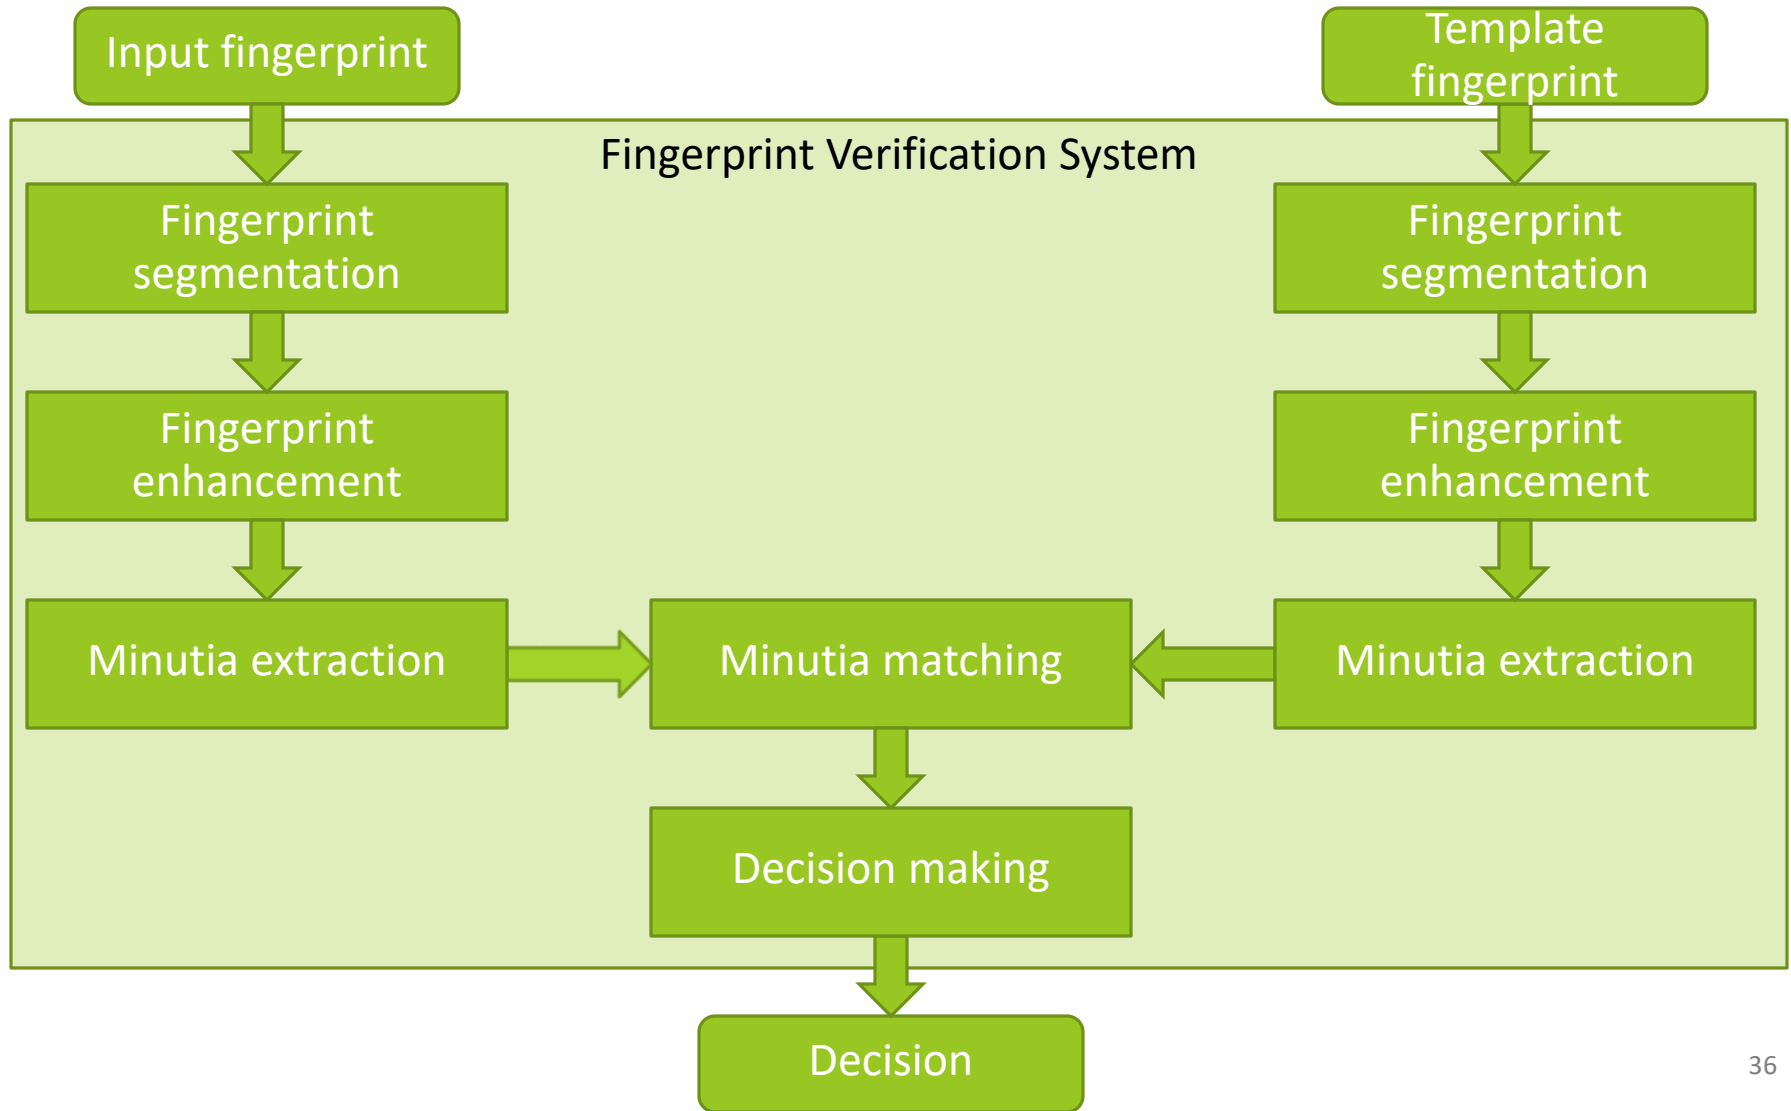 Input fingerprint
Template
fingerprint
Fingerprint Verification System
Fingerprint
segmentation
Fingerprint
segmentation
Fingerprint
enhancement
Fingerprint
enhancement
Minutia extraction
Minutia matching
Minutia extraction
Decision making
Decision
36